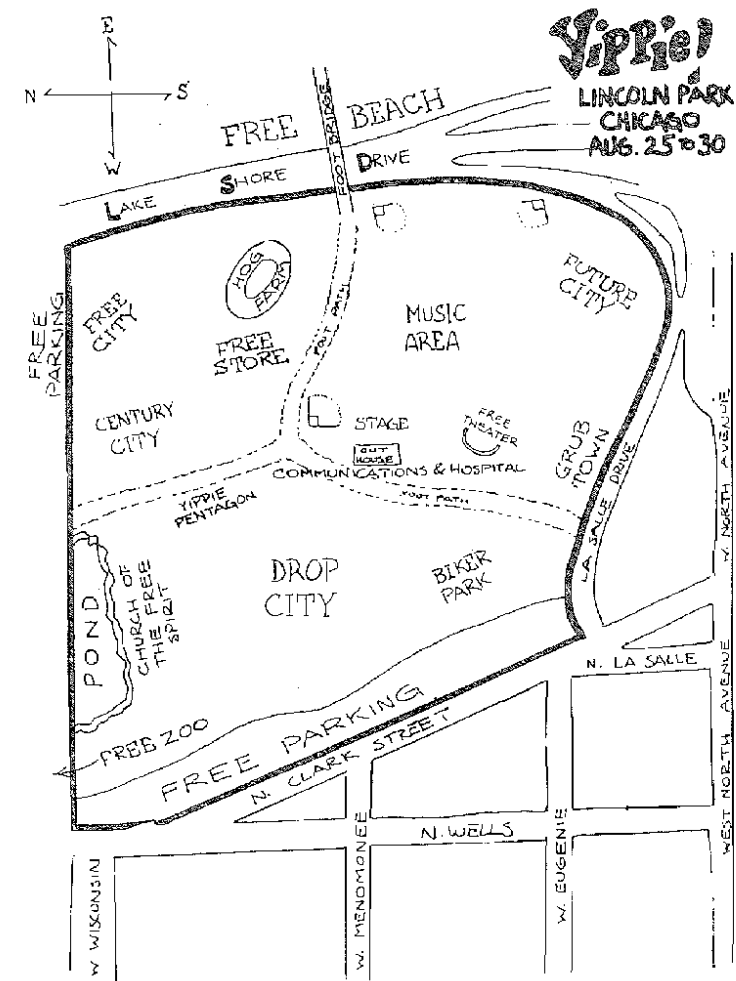 Yippie!
LINCOLN PARK
CHICAGO
AUG. 25 TO 30
E
N
S
W
FREE BEACH
FOOT BRIDGE
LAKE SHORE DRIVE
HOG
FARM
FREE
CITY
FREE
PARKING
FREE
STORE
FOOT PATH
MUSIC
AREA
FUTURE
CITY
CENTURY
CITY
STAGE
FREE
THEATER
OUT
HOUSE
COMMUNICATIONS & HOSPITAL
GRUB
TOWN
LA SALLE DRIVE
W. NORTH AVENUE
YIPPIE
PENTAGON
FOOT PATH
DROP
CITY
BIKER
PARK
POND
CHURCH OF
THE FREE
SPIRIT
FREE ZOO
FREE PARKING
N. CLARK STREET
N. LA SALLE
N. WELLS
W WISCONSIN
W. MENOMONEE
W. EUGENIE
WEST NORTH AVENUE